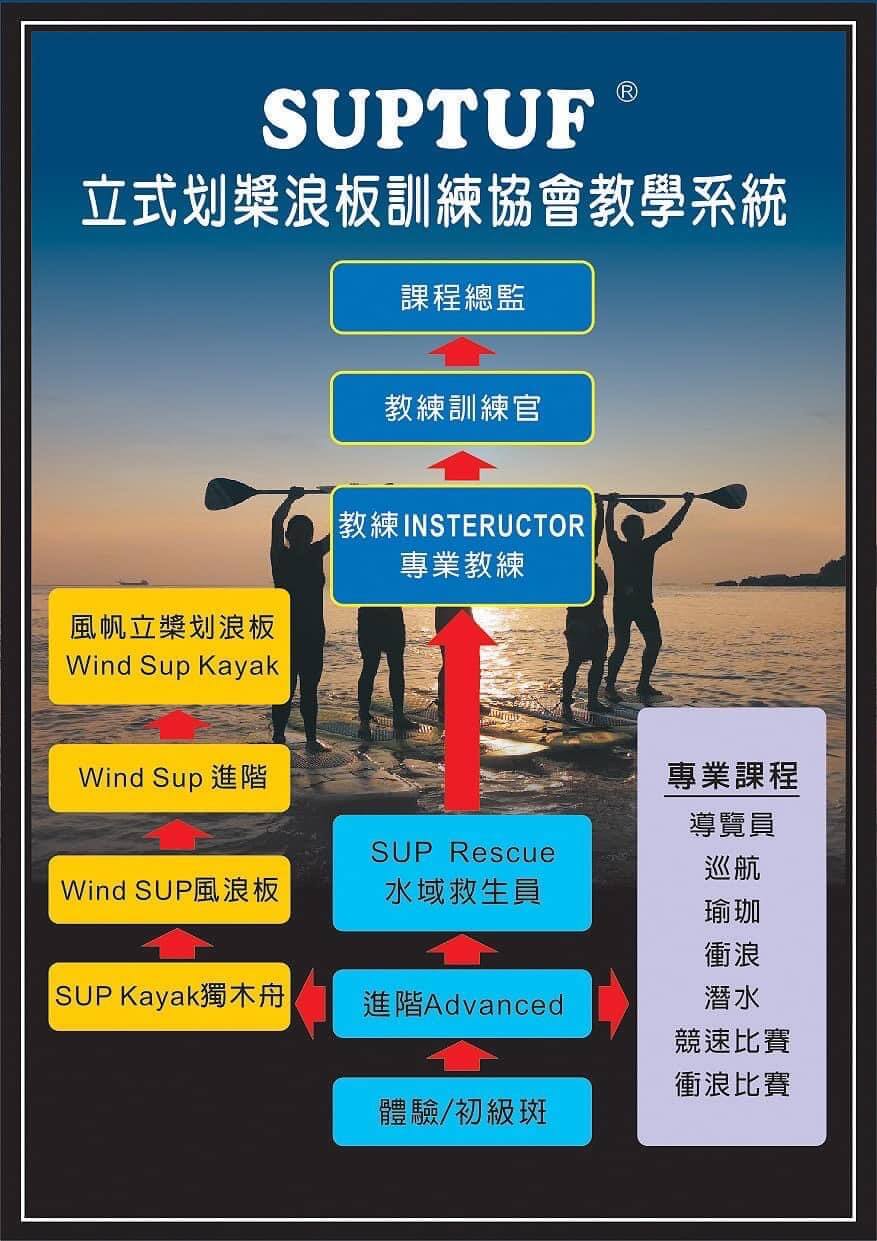 SUPTUF ®
立式划槳浪板訓練協會教學系統
課程總監
教練訓練官
教練INSTERUCTOR
專業教練
風帆立槳划浪板
Wind Sup Kayak
Wind Sup 進階
Wind SUP風浪板
SUP Kayak獨木舟
SUP Rescue
水域救生員
進階Advanced
體驗/初級斑
專業課程
導覽員
巡航
瑜珈
衝浪
潛水
競速比賽
衝浪比賽